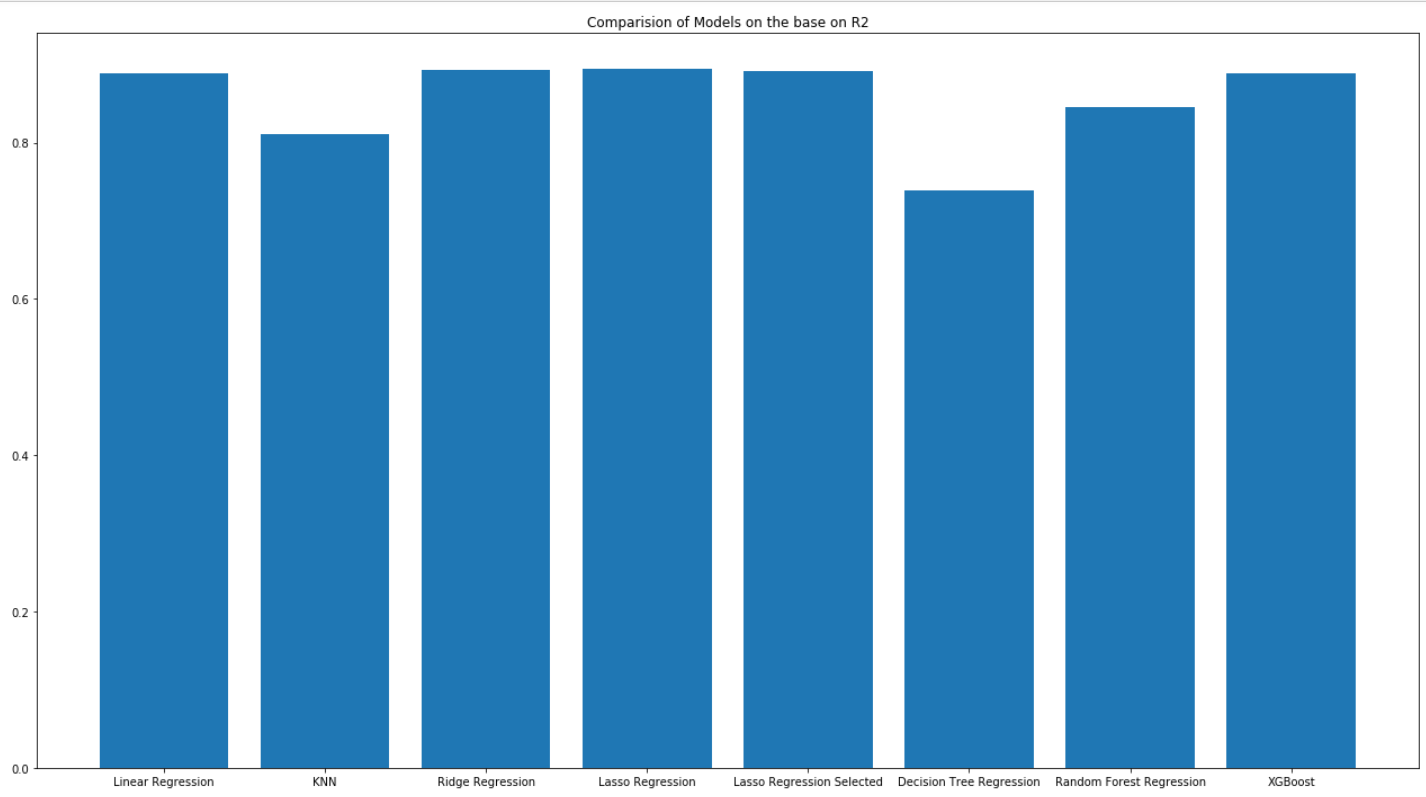 Comparision of Models on the base on R2
0.8
0.6
0.4
0.2
0.0
Linear Regression KNN Ridge Regression Lasso Regression Lasso Regression Selected Decision Tree Regression Random Forest Regression XGBoost